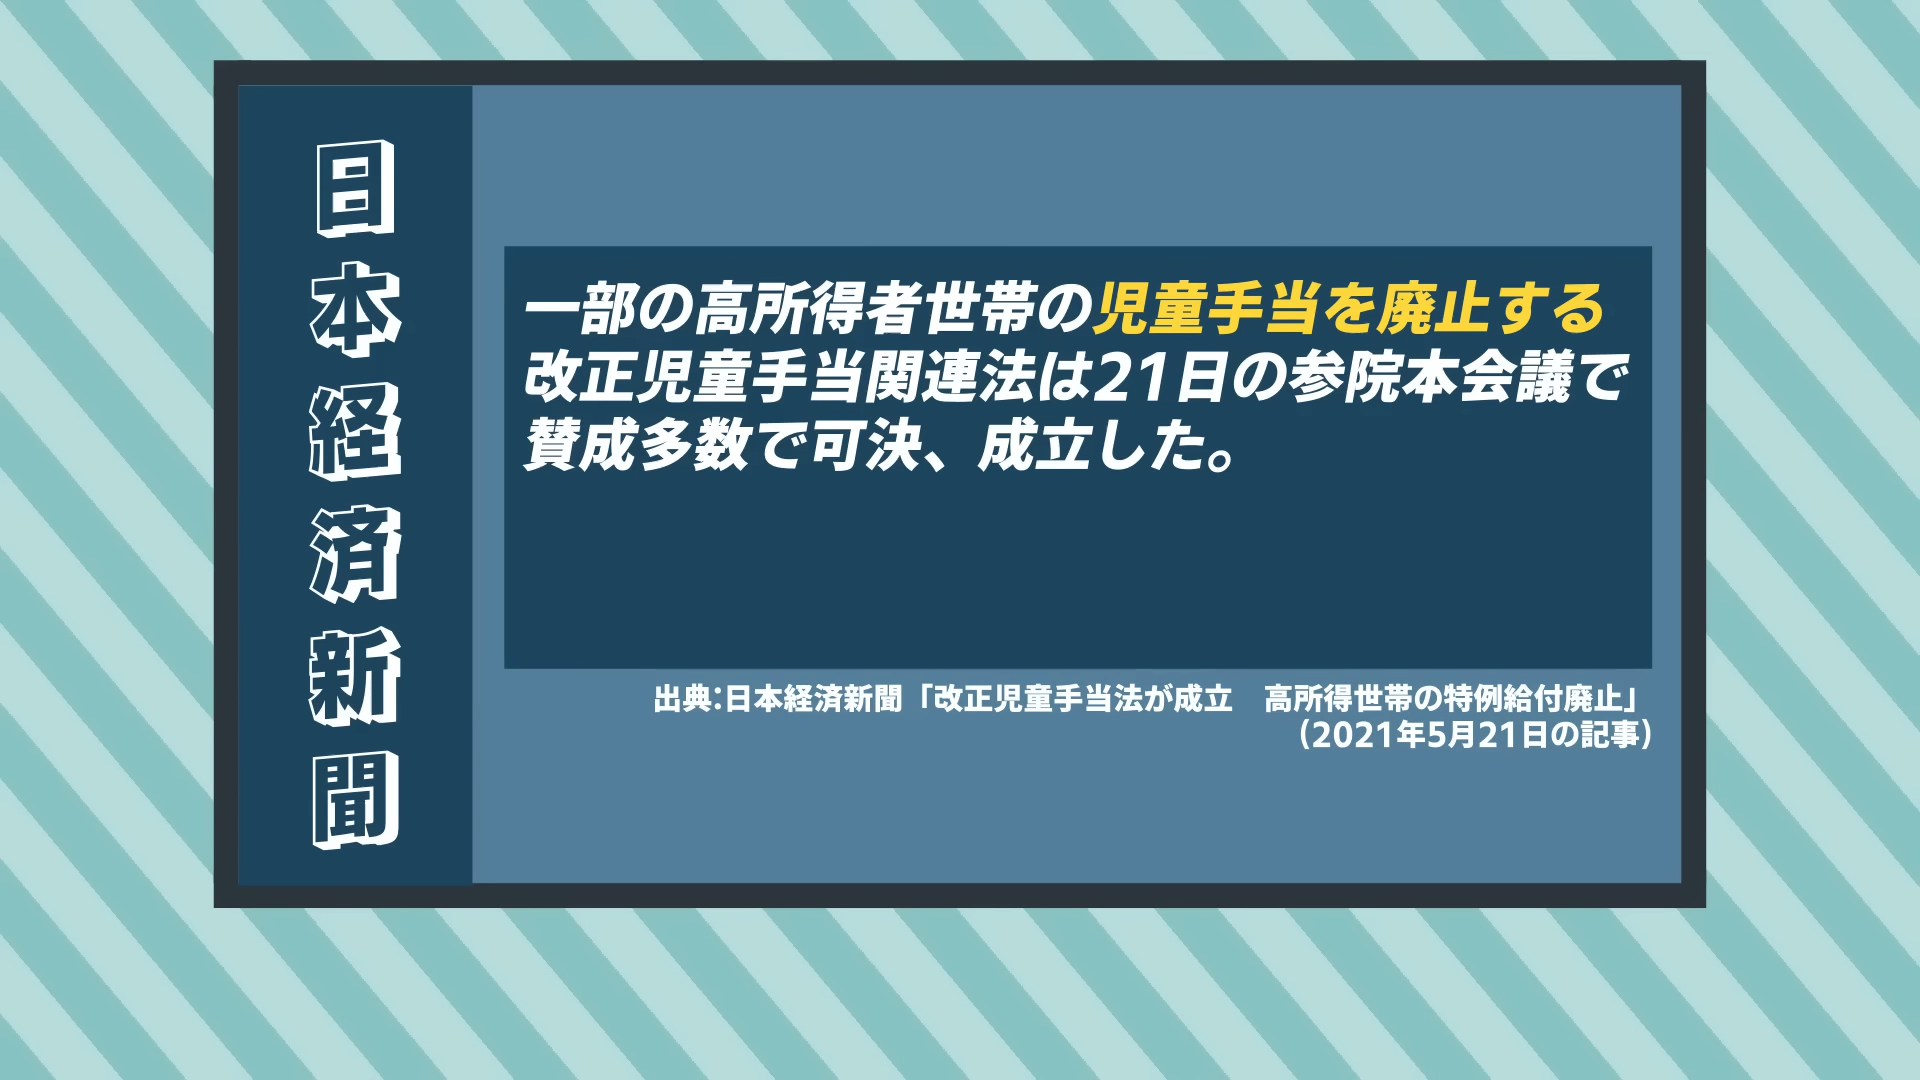 日本経済新聞
一部の高所得者世帯の児童手当を廃止する
改正児童手当関連法は21日の参院本会議で
賛成多数で可決、成立した。
出典:日本経済新聞「改正児童手当法が成立　高所得世帯の特例給付廃止」
(2021年5月21日の記事)